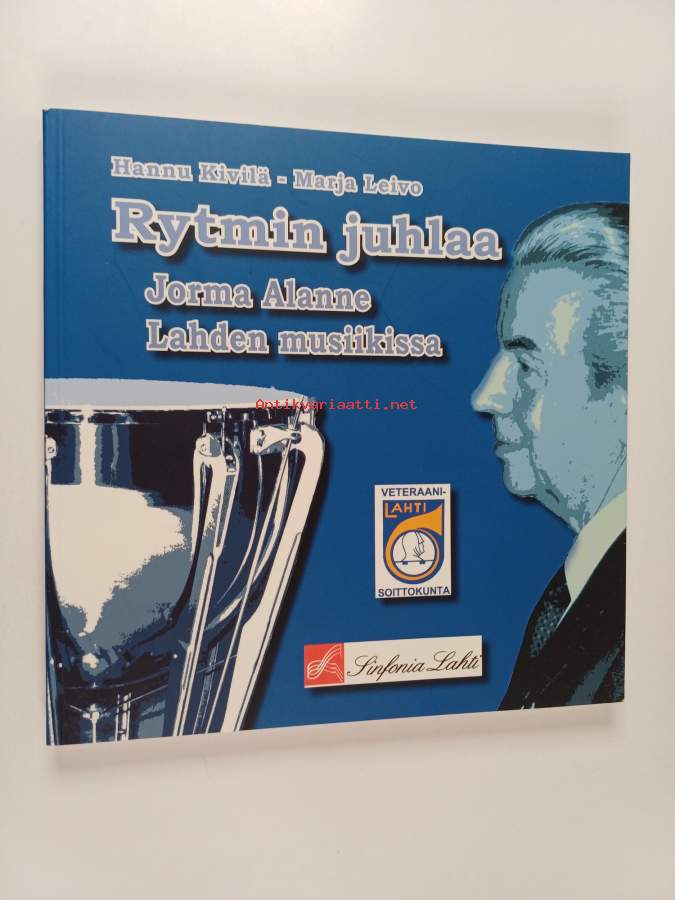 Hannu Kivilä - Marja Leivo
Rytmin juhlaa
Jorma Alanne
Lahden musiikissa
Antikvariaatti.net
VETERAANI-
LAHTI
SOITTOKUNTA
Sinfonia Lahti